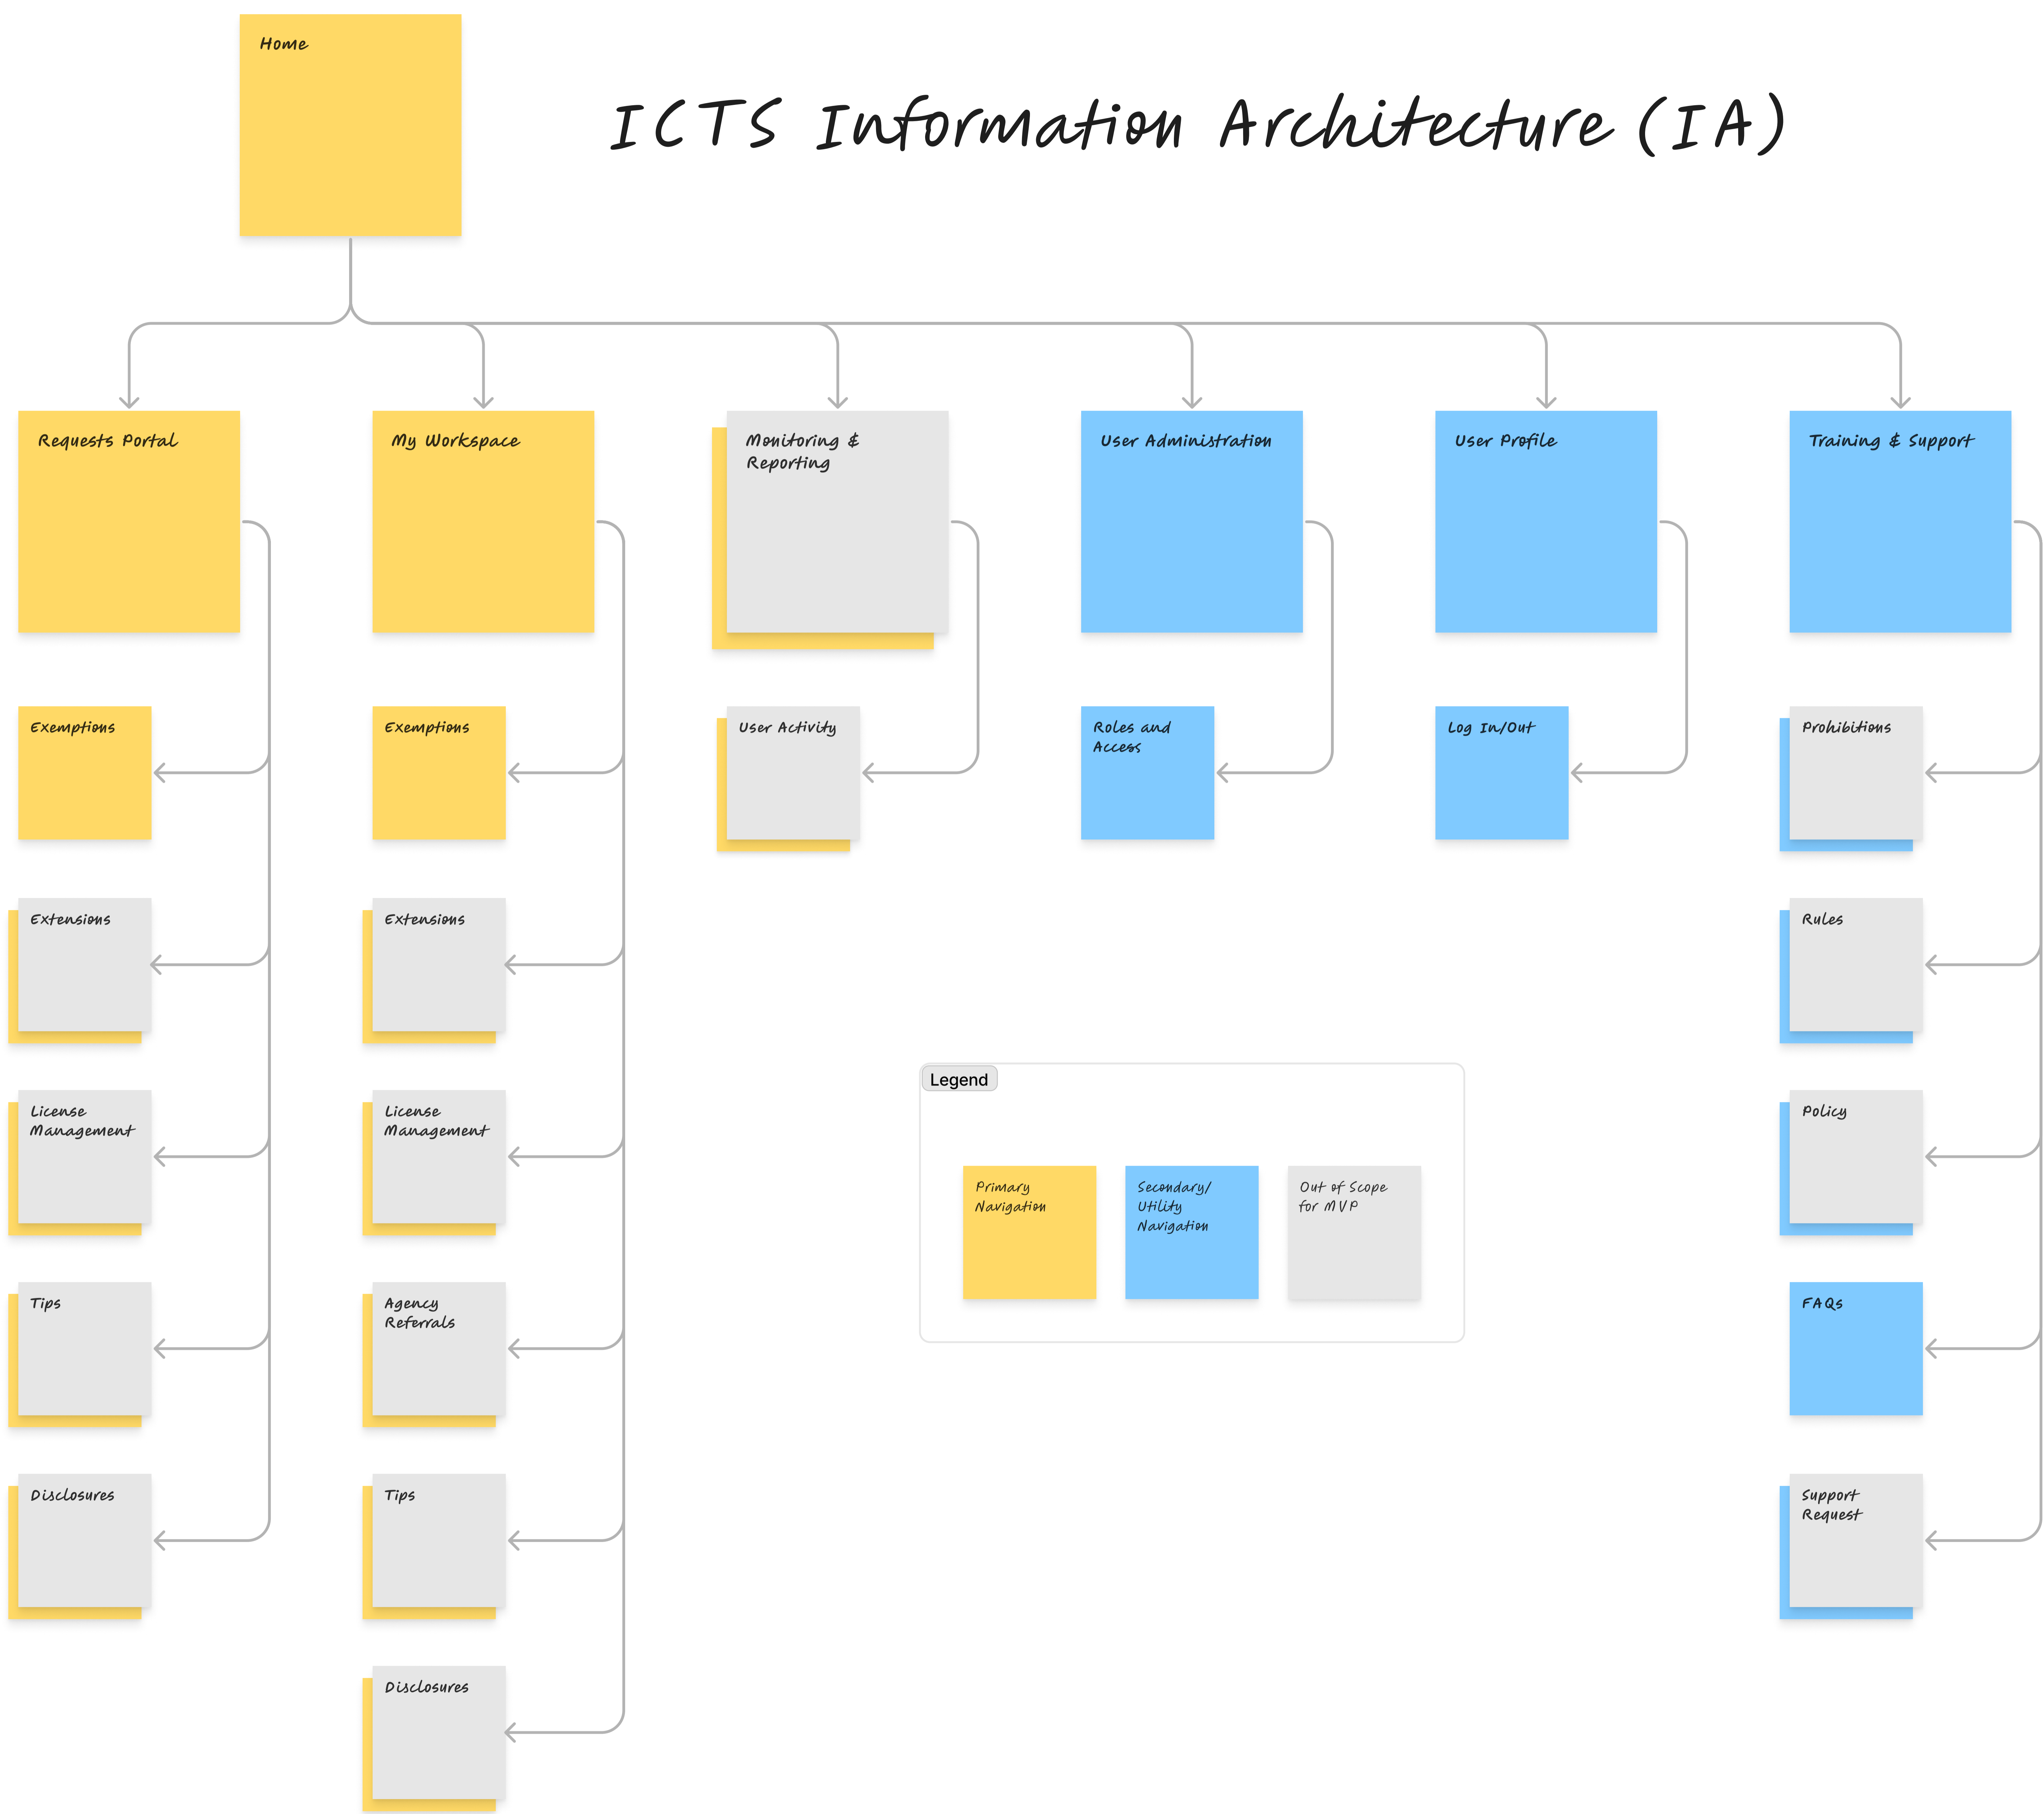 Home
ICTS Information Architecture (IA)
Requests Portal
My Workspace
Monitoring &
Reporting
User Administration
User Profile
Training & Support
Exemptions
Exemptions
User Activity
Roles and
Access
Log In/Out
Prohibitions
Extensions
Extensions
Rules
License
Management
License
Management
Policy
Legend
Primary
Navigation
Secondary/
Utility
Navigation
Out of Scope
for MVP
Tips
Agency
Referrals
FAQs
Disclosures
Tips
Support
Request
Disclosures